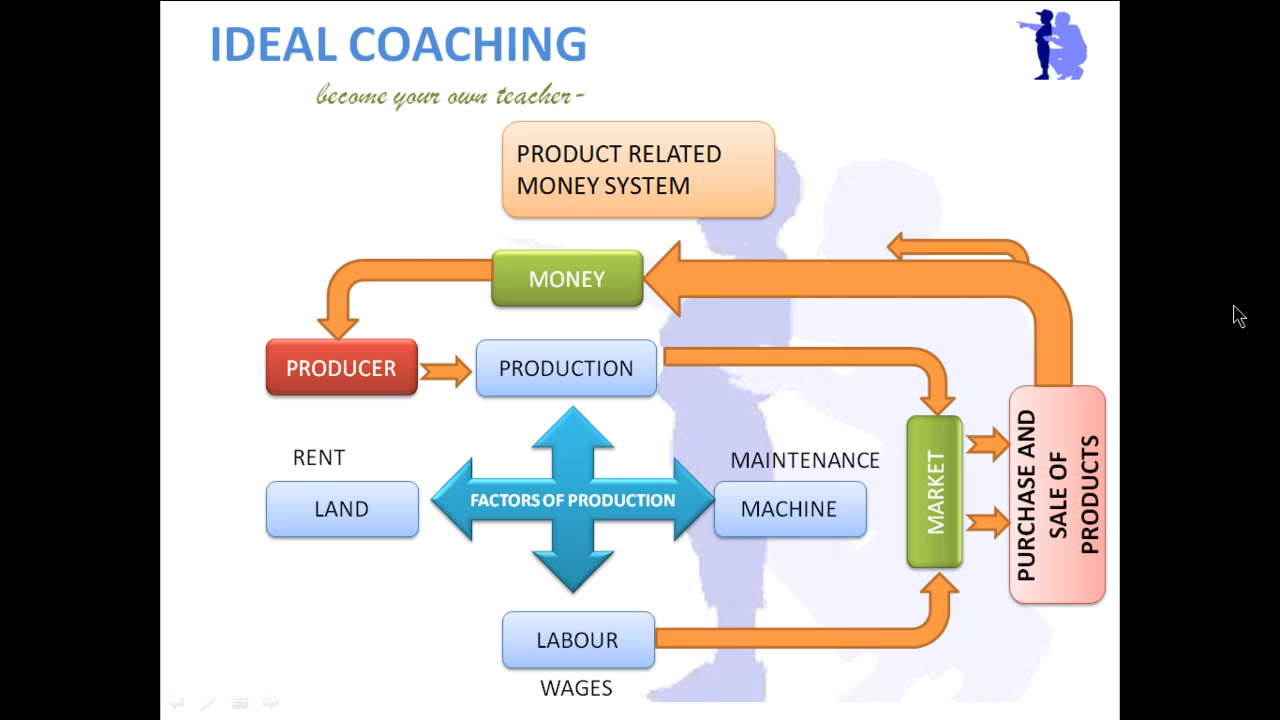 IDEAL COACHING
become your own teacher-
PRODUCT RELATED
MONEY SYSTEM
MONEY
PRODUCER
PRODUCTION
RENT
LAND
FACTORS OF PRODUCTION
MAINTENANCE
MACHINE
MARKET
PURCHASE AND
SALE OF
PRODUCTS
LABOUR
WAGES